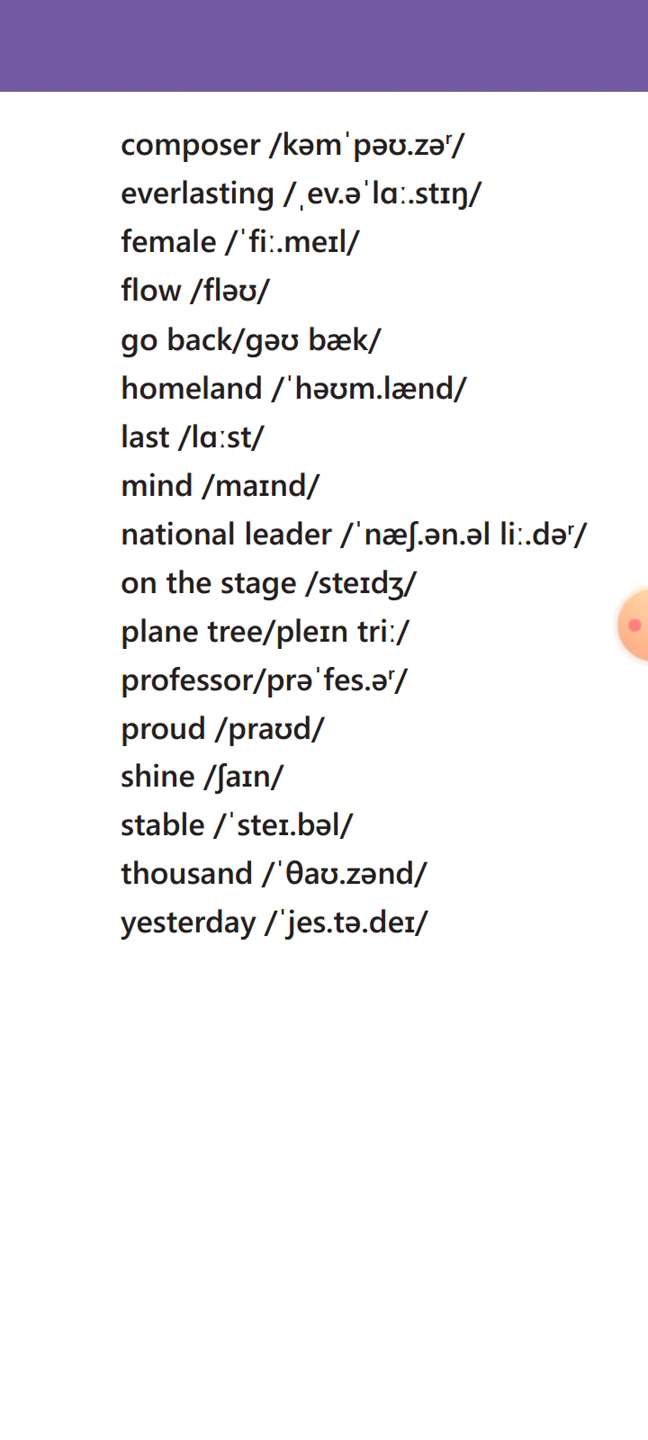 composer /kəmˈpəʊ.zəʳ/
everlasting /ˌev.əˈlɑː.stɪŋ/
female /ˈfiː.meɪl/
flow /fləʊ/
go back/gəʊ bæk/
homeland /ˈhəʊm.lænd/
last /lɑːst/
mind /maɪnd/
national leader /ˈnæʃ.ən.əl liː.dəʳ/
on the stage /steɪdʒ/
plane tree/pleɪn triː/
professor/prəˈfes.əʳ/
proud /praʊd/
shine /ʃaɪn/
stable /ˈsteɪ.bəl/
thousand /ˈθaʊ.zənd/
yesterday /ˈjes.tə.deɪ/